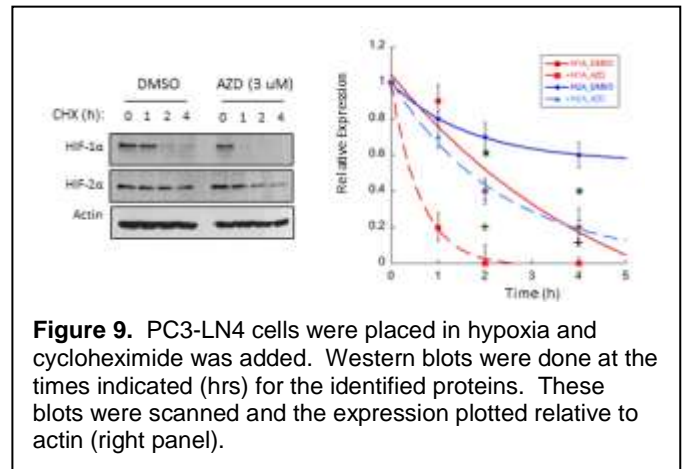 DMSO AZD (3 uM)
CHX (h): 0 1 2 4 0 1 2 4
HIF-1α
HIF-2α
Actin
Relative Expression
1.2
1
0.8
0.6
0.4
0.2
0
0 1 2 3 4 5
Time (h)
H1A_DMSO
H1A_AZD
H2A_DMSO
H2A_AZD
Figure 9. PC3-LN4 cells were placed in hypoxia and
cycloheximide was added. Western blots were done at the
times indicated (hrs) for the identified proteins. These
blots were scanned and the expression plotted relative to
actin (right panel).